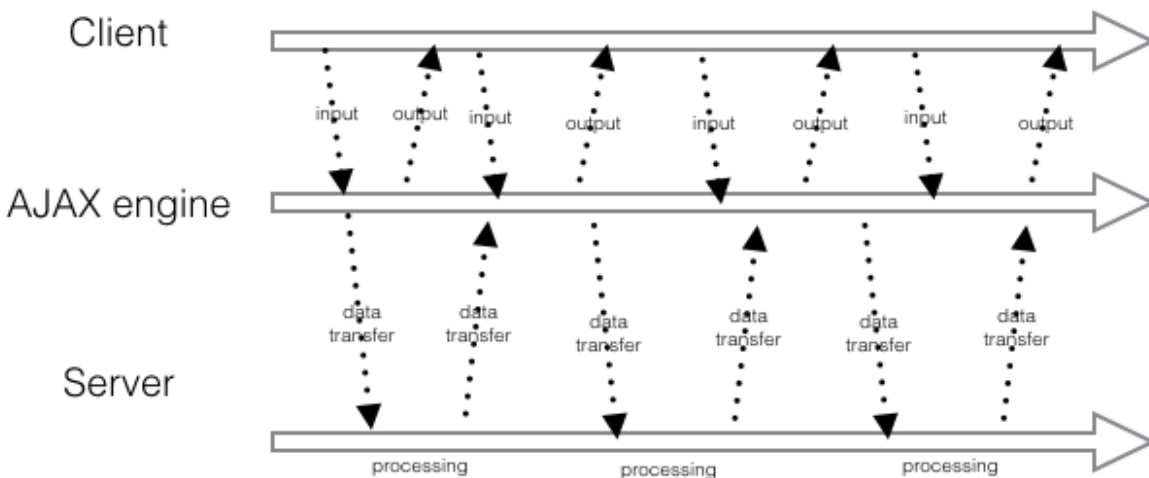 Client
input
output
input
output
input
output
input
output
AJAX engine
data
transfer
data
transfer
data
transfer
data
transfer
data
transfer
data
transfer
Server
processing
processing
processing